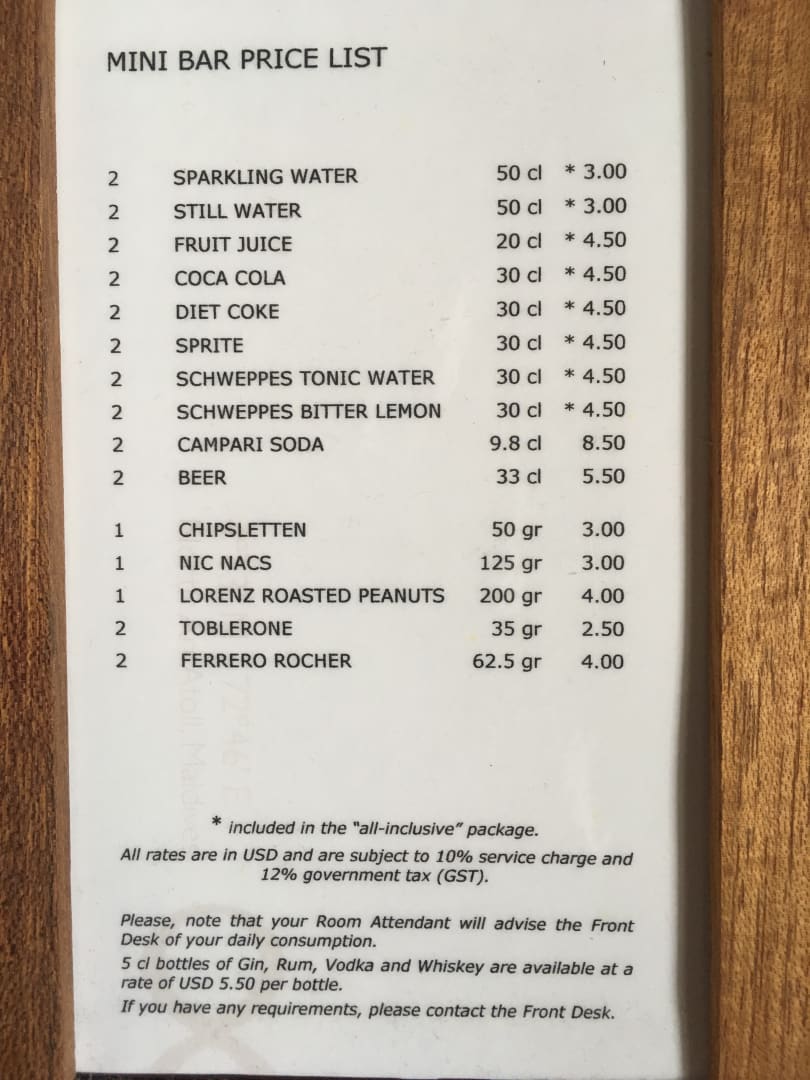 MINI BAR PRICE LIST
2 SPARKLING WATER 50 cl * 3.00
2 STILL WATER 50 cl * 3.00
2 FRUIT JUICE 20 cl * 4.50
2 COCA COLA 30 cl * 4.50
2 DIET COKE 30 cl * 4.50
2 SPRITE 30 cl * 4.50
2 SCHWEPPES TONIC WATER 30 cl * 4.50
2 SCHWEPPES BITTER LEMON 30 cl * 4.50
2 CAMPARI SODA 9.8 cl 8.50
2 BEER 33 cl 5.50
1 CHIPSLETTEN 50 gr 3.00
1 NIC NACS 125 gr 3.00
1 LORENZ ROASTED PEANUTS 200 gr 4.00
2 TOBLERONE 35 gr 2.50
2 FERRERO ROCHER 62.5 gr 4.00
* included in the "all-inclusive" package.
All rates are in USD and are subject to 10% service charge and
12% government tax (GST).
Please, note that your Room Attendant will advise the Front
Desk of your daily consumption.
5 cl bottles of Gin, Rum, Vodka and Whiskey are available at a
rate of USD 5.50 per bottle.
If you have any requirements, please contact the Front Desk.